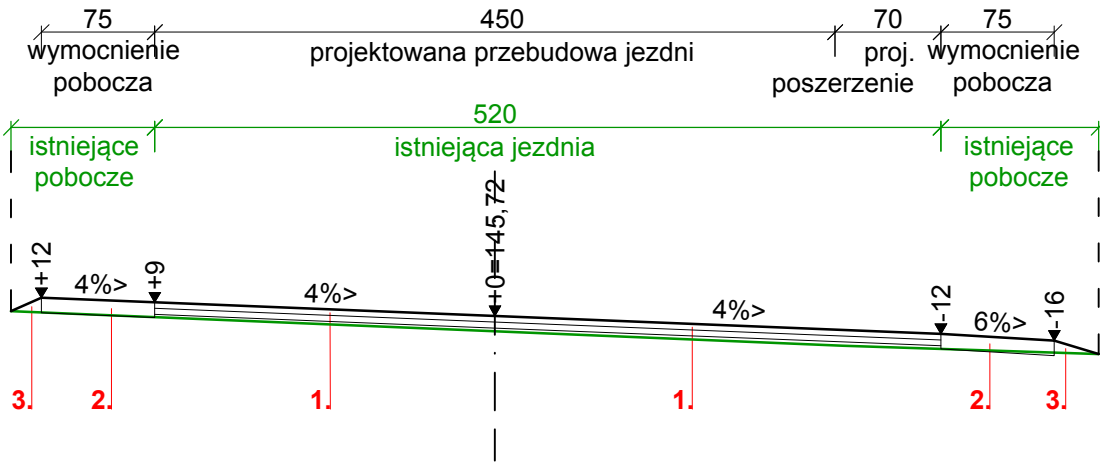 75
450
70
75
wymocnienie
pobocza
projektowana przebudowa jezdni
proj.
poszerzenie
wymocnienie
pobocza
520
istniejące
pobocze
istniejąca jezdnia
istniejące
pobocze
+12
4%>
+9
4%>
+0=145,72
4%>
-12
6%>
-16
3.
2.
1.
1.
2.
3.